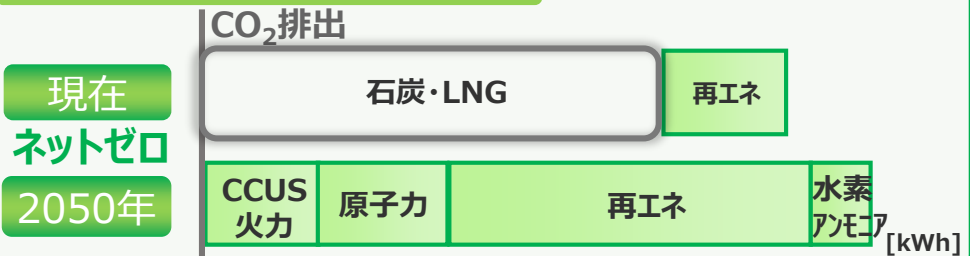 CO₂排出
現在
石炭・LNG
再エネ
ネットゼロ
2050年
CCUS
火力
原子力
再エネ
水素
アンモニア
[kWh]